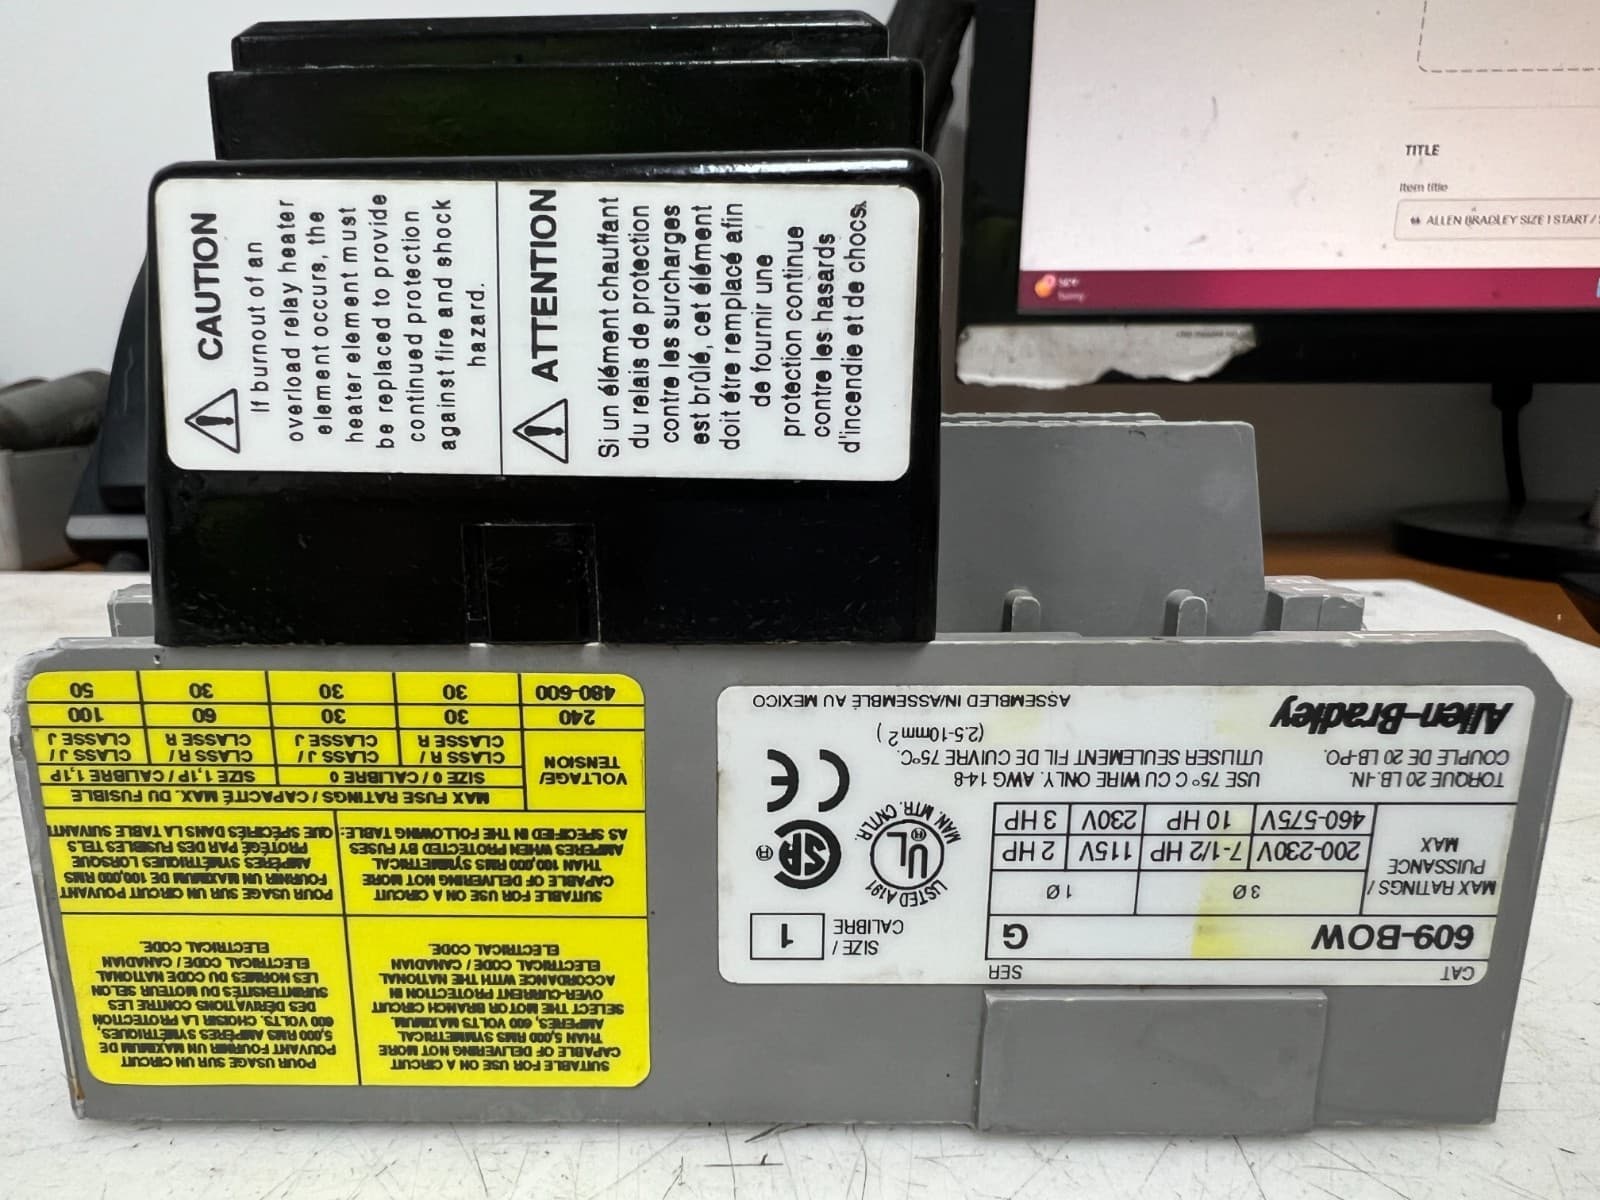 CAUTION
If burnout of an
overload relay heater
element occurs, the
heater element must
be replaced to provide
continued protection
against fire and shock
hazard.
ATTENTION
Si un élément chauffant
du relais de protection
contre les surcharges
est brûlé, cet élément
doit étre remplacé afin
de fournir une
protection continue
contre les hasards
d'incendie et de chocs.
TITLE
Item title
ALLEN BRADLEY SIZE 1 START /
CAT
SER
609-BOW
G
SIZE /
CALIBRE
1
MAX RATINGS /
PUISSANCE
MAX
3Ø
1Ø
200-230V
7-1/2 HP
115V
2 HP
460-575V
10 HP
230V
3 HP
LISTED A191
UL
MAN. MTR. CNTLR.
SA
®
CE
TORQUE 20 LB.-IN.
USE 75° C CU WIRE ONLY. AWG 14-8
COUPLE DE 20 LB-PO.
UTILISER SEULEMENT FIL DE CUIVRE 75°C.
(2.5-10mm²)
Allen-Bradley
ASSEMBLED IN/ASSEMBLÉ AU MEXICO
SUITABLE FOR USE ON A CIRCUIT
CAPABLE OF DELIVERING NOT MORE
THAN 5,000 RMS SYMMETRICAL
AMPERES, 600 VOLTS MAXIMUM.
SELECT THE MOTOR BRANCH CIRCUIT
OVER-CURRENT PROTECTION IN
ACCORDANCE WITH THE NATIONAL
ELECTRICAL CODE / CANADIAN
ELECTRICAL CODE.
POUR USAGE SUR UN CIRCUIT
POUVANT FOURNIR UN MAXIMUM DE
5,000 RMS AMPÈRES SYMÉTRIQUES,
600 VOLTS. CHOISIR LA PROTECTION
DES DÉRIVATIONS CONTRE LES
SURINTENSITÉS DU MOTEUR SELON
LES NORMES DU CODE NATIONAL
ELECTRICAL CODE / CANADIAN
ELECTRICAL CODE.
SUITABLE FOR USE ON A CIRCUIT
CAPABLE OF DELIVERING NOT MORE
THAN 100,000 RMS SYMMETRICAL
AMPERES WHEN PROTECTED BY FUSES
AS SPECIFIED IN THE FOLLOWING TABLE:
POUR USAGE SUR UN CIRCUIT POUVANT
FOURNIR UN MAXIMUM DE 100,000 RMS
AMPÈRES SYMÉTRIQUES LORSQUE
PROTÉGÉ PAR DES FUSIBLES TELS
QUE SPÉCIFIÉS DANS LA TABLE SUIVANT
VOLTAGE/
TENSION
MAX FUSE RATINGS / CAPACITÉ MAX. DU FUSIBLE
SIZE 0 / CALIBRE 0
SIZE 1,1P / CALIBRE 1,1P
CLASS R /
CLASSE R
CLASS J /
CLASSE J
CLASS R /
CLASSE R
CLASS J /
CLASSE J
240
30
30
60
100
480-600
30
30
30
50